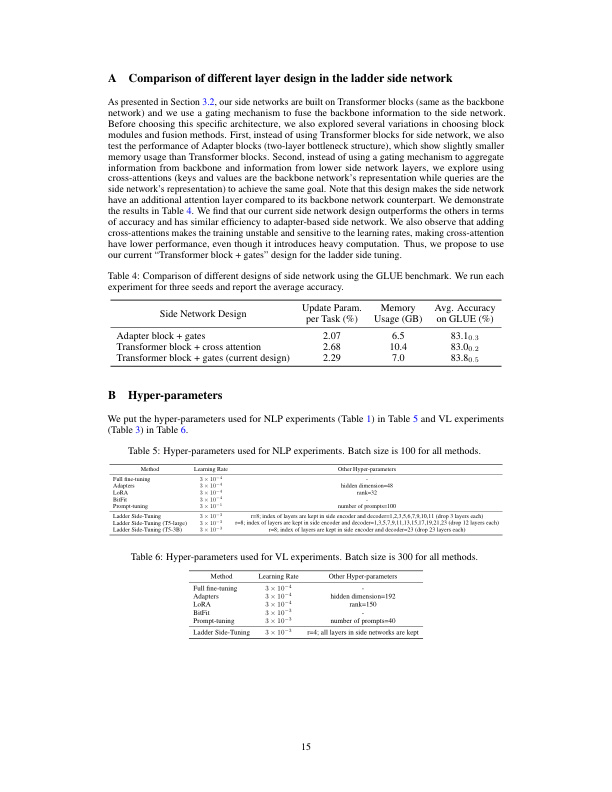 A Comparison of different layer design in the ladder side network
As presented in Section 3.2, our side networks are built on Transformer blocks (same as the backbone
network) and we use a gating mechanism to fuse the backbone information to the side network.
Before choosing this specific architecture, we also explored several variations in choosing block
modules and fusion methods. First, instead of using Transformer blocks for side network, we also
test the performance of Adapter blocks (two-layer bottleneck structure), which show slightly smaller
memory usage than Transformer blocks. Second, instead of using a gating mechanism to aggregate
information from backbone and information from lower side network layers, we explore using
cross-attentions (keys and values are the backbone network's representation while queries are the
side network's representation) to achieve the same goal. Note that this design makes the side network
have an additional attention layer compared to its backbone network counterpart. We demonstrate
the results in Table 4. We find that our current side network design outperforms the others in terms
of accuracy and has similar efficiency to adapter-based side network. We also observe that adding
cross-attentions makes the training unstable and sensitive to the learning rates, making cross-attention
have lower performance, even though it introduces heavy computation. Thus, we propose to use
our current “Transformer block + gates” design for the ladder side tuning.
Table 4: Comparison of different designs of side network using the GLUE benchmark. We run each
experiment for three seeds and report the average accuracy.
Side Network Design Update Param. per Task (%) Memory Usage (GB) Avg. Accuracy on GLUE (%)
Adapter block + gates 2.07 6.5 83.1₀.₃
Transformer block + cross attention 2.68 10.4 83.0₀.₂
Transformer block + gates (current design) 2.29 7.0 83.8₀.₅
B Hyper-parameters
We put the hyper-parameters used for NLP experiments (Table 1) in Table 5 and VL experiments
(Table 3) in Table 6.
Table 5: Hyper-parameters used for NLP experiments. Batch size is 100 for all methods.
Method Learning Rate Other Hyper-parameters
Full fine-tuning 3 × 10⁻⁴ -
Adapters 3 × 10⁻⁴ hidden dimension=48
LoRA 3 × 10⁻⁴ rank=32
BitFit 3 × 10⁻⁴ -
Prompt-tuning number of prompts=100
Ladder Side-Tuning 3 × 10⁻³ r=8; index of layers are kept in side encoder and decoder=1,2,3,5,6,7,9,10,11 (drop 3 layers each)
Ladder Side-Tuning (T5-large) 3 × 10⁻³ r=8; index of layers are kept in side encoder and decoder=1,3,5,7,9,11,13,15,17,19,21,23 (drop 12 layers each)
Ladder Side-Tuning (T5-3B) 3 × 10⁻³ r=8; index of layers are kept in side encoder and decoder=23 (drop 23 layers each)
Table 6: Hyper-parameters used for VL experiments. Batch size is 300 for all methods.
Method Learning Rate Other Hyper-parameters
Full fine-tuning 3 × 10⁻⁴ -
Adapters 3 × 10⁻⁴ hidden dimension=192
LoRA 3 × 10⁻⁴ rank=150
BitFit 3 × 10⁻³ -
Prompt-tuning 3 × 10⁻³ number of prompts=40
Ladder Side-Tuning 3 × 10⁻³ r=4; all layers in side networks are kept
15